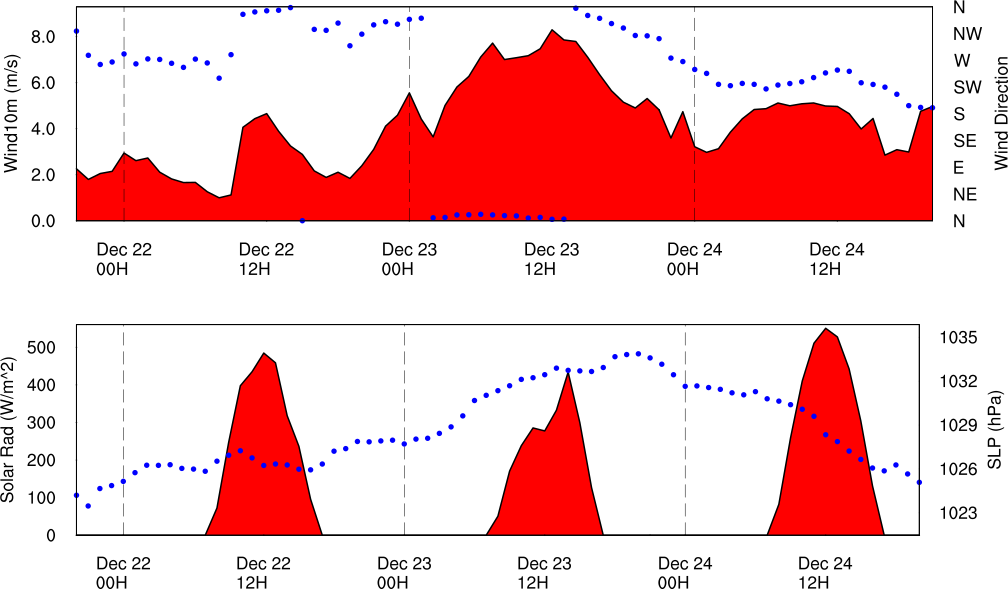 Wind10m (m/s)
8.0
6.0
4.0
2.0
0.0
N
NW
W
SW
S
SE
E
NE
N
Wind Direction
Dec 22 Dec 22 Dec 23 Dec 23 Dec 24 Dec 24
00H 12H 00H 12H 00H 12H
Solar Rad (W/m^2)
500
400
300
200
100
0
1035
1032
1029
1026
1023
SLP (hPa)
Dec 22 Dec 22 Dec 23 Dec 23 Dec 24 Dec 24
00H 12H 00H 12H 00H 12H